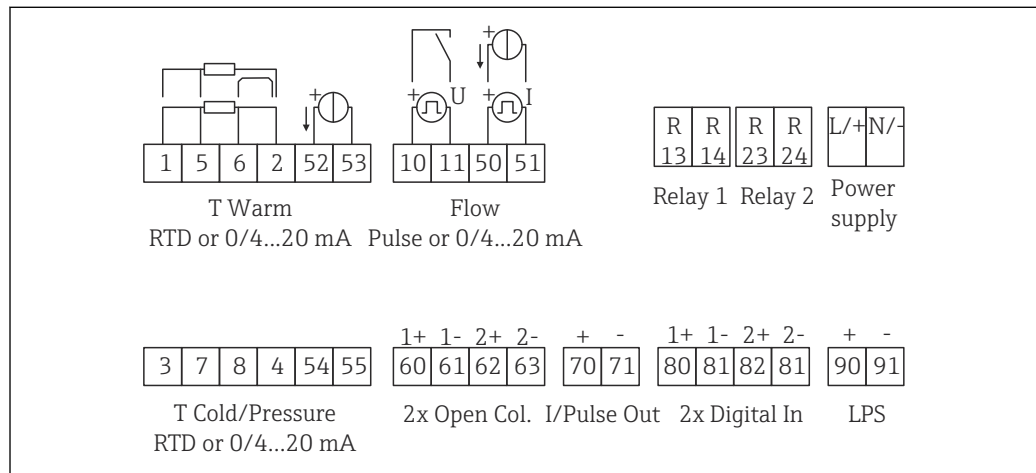 + U + I
+ +
1 5 6 2 52 53
10 11 50 51
R 13 R 14 R 23 R 24
L/+ N/-
T Warm
RTD or 0/4...20 mA
Flow
Pulse or 0/4...20 mA
Relay 1 Relay 2
Power
supply
3 7 8 4 54 55
T Cold/Pressure
RTD or 0/4...20 mA
1+ 1- 2+ 2-
60 61 62 63
2x Open Col.
+ -
70 71
I/Pulse Out
1+ 1- 2+ 2-
80 81 82 81
2x Digital In
+ -
90 91
LPS